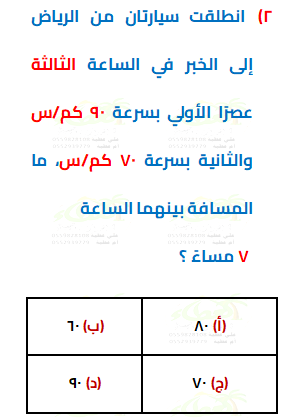 ٢) انطلقت سيارتان من الرياض
إلى الخبر في الساعة الثالثة
عصرًا الأولي بسرعة ٩٠ كم/س
والثانية بسرعة ٧٠ كم/س، ما
المسافة بينهما الساعة
٧ مساءً ؟
(أ) ٨٠
(ب) ٦٠
(ج) ٧٠
(د) ٩٠